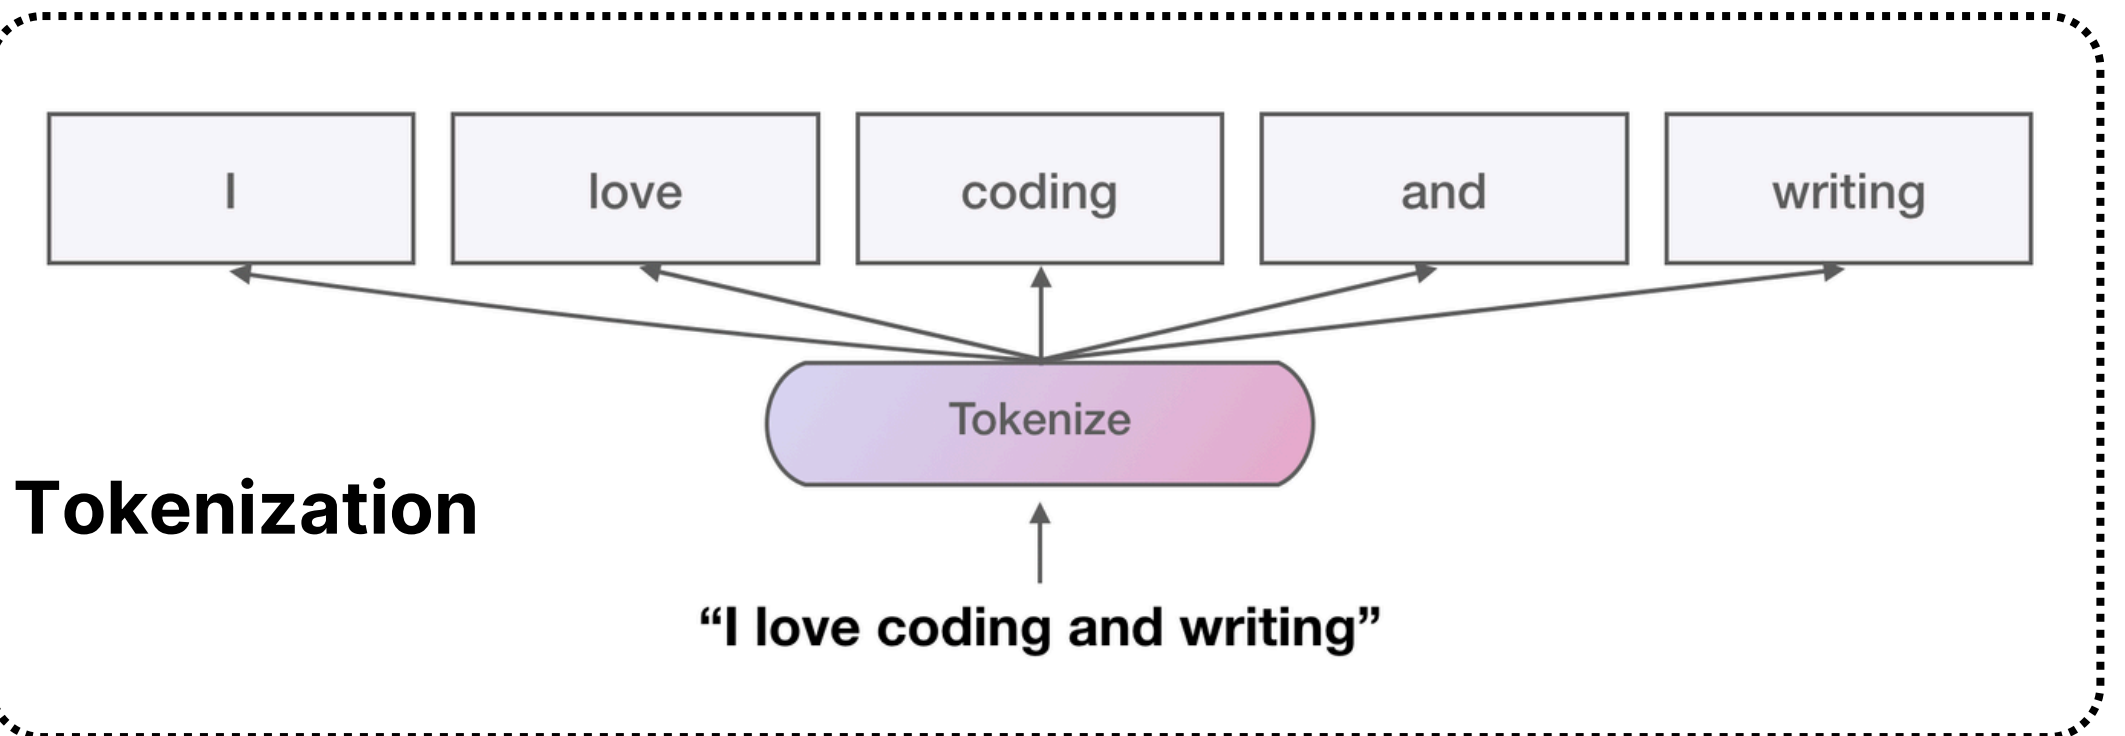 I love coding and writing
Tokenize
Tokenization
“I love coding and writing”